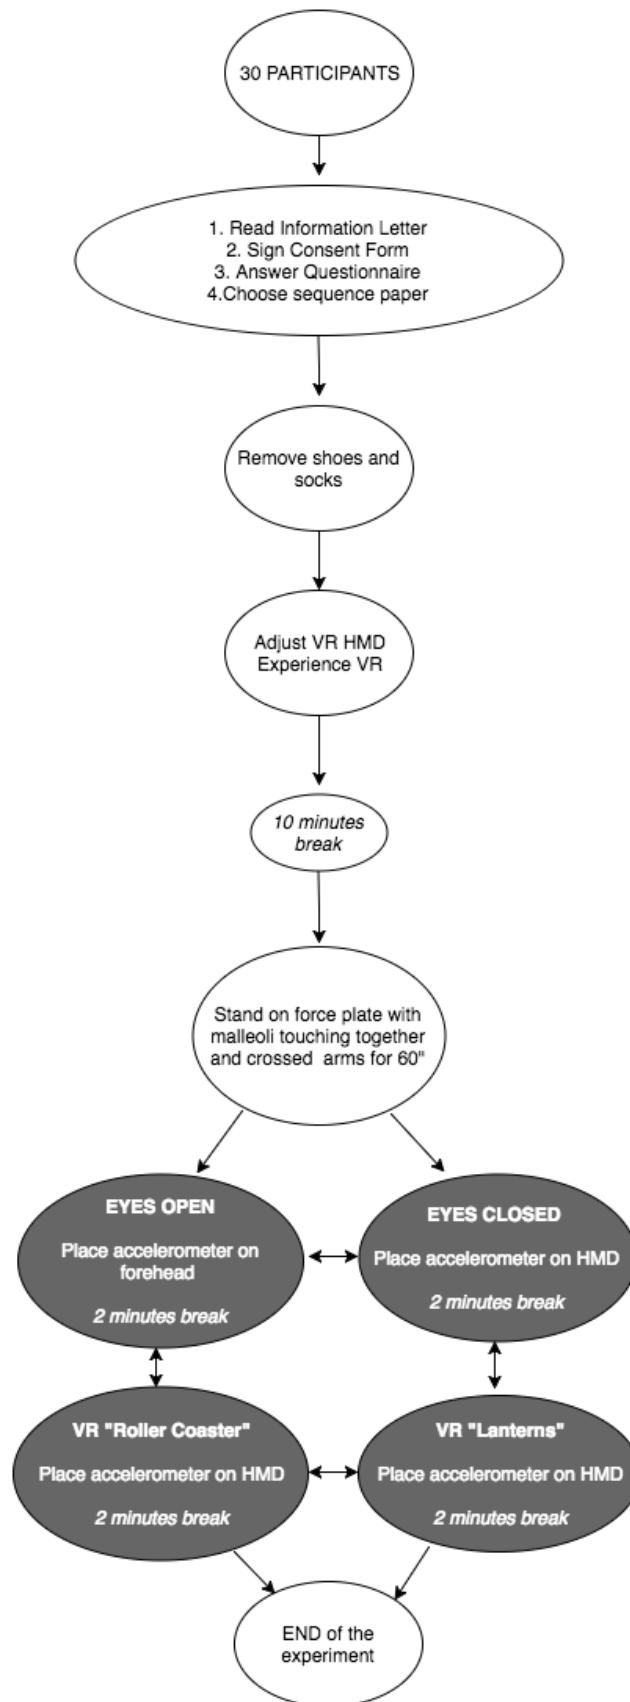 30 PARTICIPANTS
1. Read Information Letter
2. Sign Consent Form
3. Answer Questionnaire
4.Choose sequence paper
Remove shoes and
socks
Adjust VR HMD
Experience VR
10 minutes
break
Stand on force plate with
malleoli touching together
and crossed arms for 60"
EYES OPEN
Place accelerometer on
forehead
2 minutes break
EYES CLOSED
Place accelerometer on HMD
2 minutes break
VR "Roller Coaster"
Place accelerometer on HMD
2 minutes break
VR "Lanterns"
Place accelerometer on HMD
2 minutes break
END of the
experiment